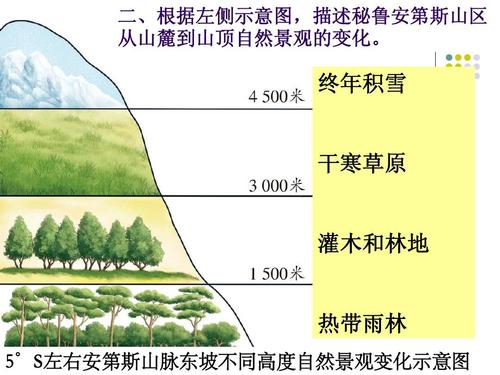 二、根据左侧示意图，描述秘鲁安第斯山区
从山麓到山顶自然景观的变化。
终年积雪
4 500米
干寒草原
3 000米
灌木和林地
1 500米
热带雨林
5°S左右安第斯山脉东坡不同高度自然景观变化示意图